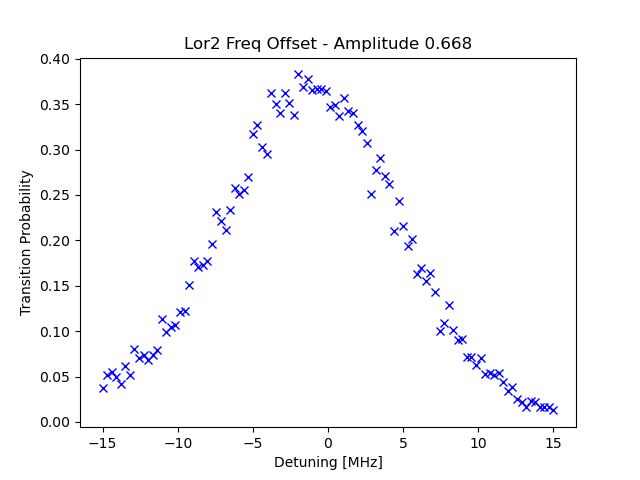 Lor2 Freq Offset - Amplitude 0.668
Transition Probability
0.40
0.35
0.30
0.25
0.20
0.15
0.10
0.05
0.00
−15 −10 −5 0 5 10 15
Detuning [MHz]